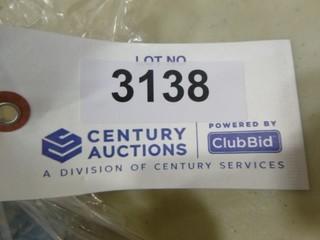 LOT NO
3138
CENTURY
AUCTIONS
POWERED BY
ClubBid
A DIVISION OF CENTURY SERVICES